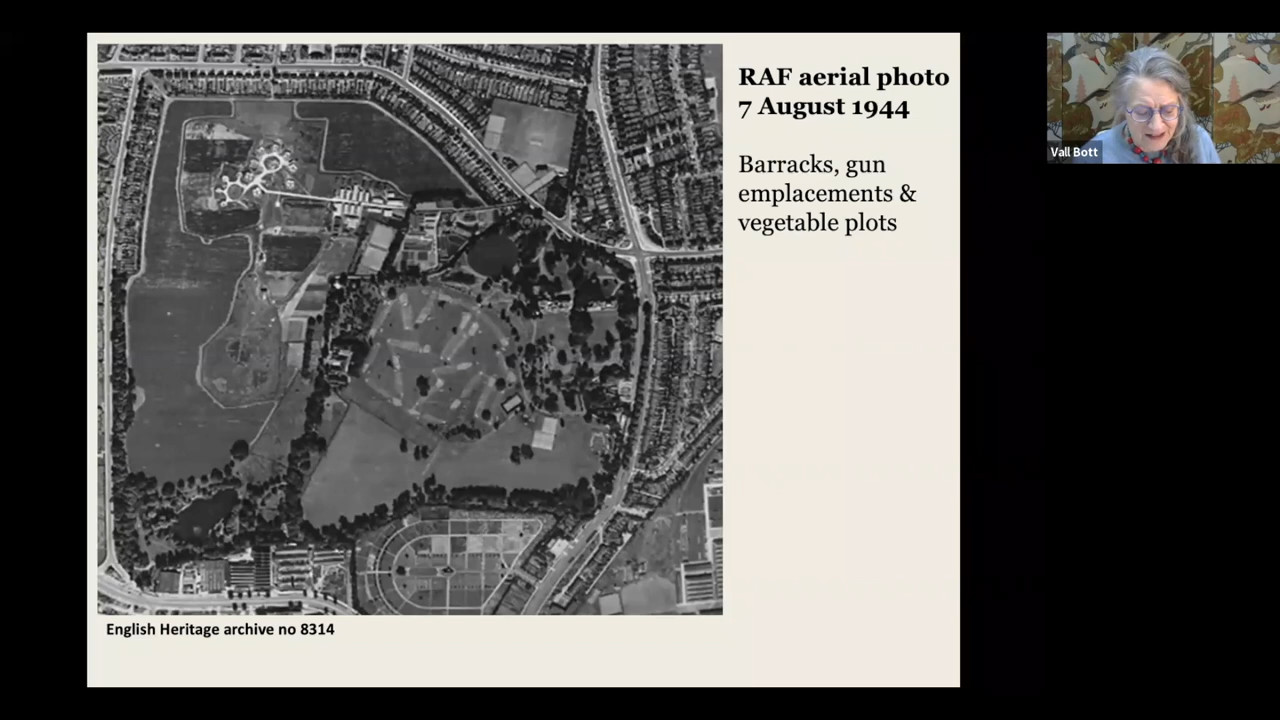 RAF aerial photo
7 August 1944
Barracks, gun
emplacements &
vegetable plots
English Heritage archive no 8314
Vall Bott